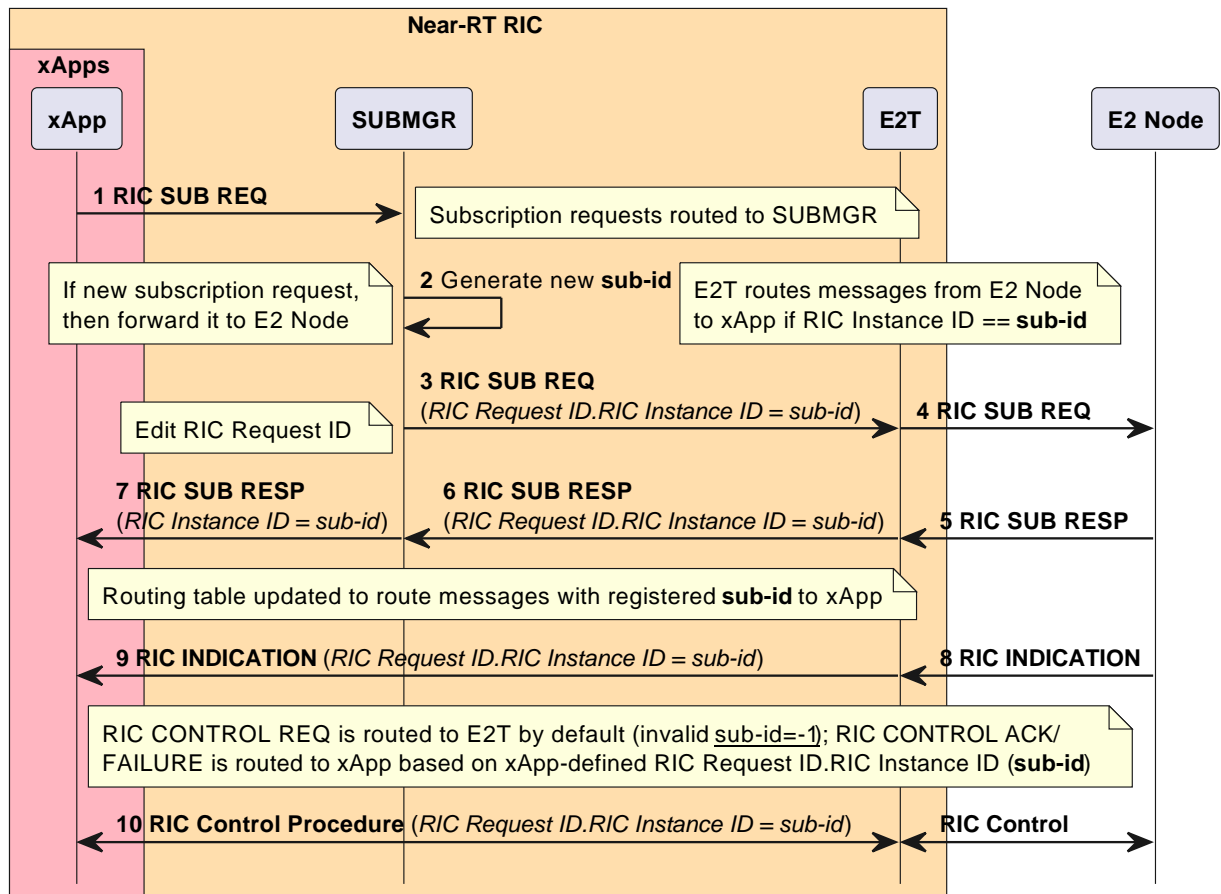 Near-RT RIC
xApps
xApp
SUBMGR
E2T
E2 Node
1 RIC SUB REQ
Subscription requests routed to SUBMGR
If new subscription request,
then forward it to E2 Node
2 Generate new sub-id
E2T routes messages from E2 Node
to xApp if RIC Instance ID == sub-id
3 RIC SUB REQ
(RIC Request ID.RIC Instance ID = sub-id)
4 RIC SUB REQ
Edit RIC Request ID
7 RIC SUB RESP
(RIC Instance ID = sub-id)
6 RIC SUB RESP
(RIC Request ID.RIC Instance ID = sub-id)
5 RIC SUB RESP
Routing table updated to route messages with registered sub-id to xApp
9 RIC INDICATION (RIC Request ID.RIC Instance ID = sub-id)
8 RIC INDICATION
RIC CONTROL REQ is routed to E2T by default (invalid sub-id=-1); RIC CONTROL ACK/
FAILURE is routed to xApp based on xApp-defined RIC Request ID.RIC Instance ID (sub-id)
10 RIC Control Procedure (RIC Request ID.RIC Instance ID = sub-id)
RIC Control